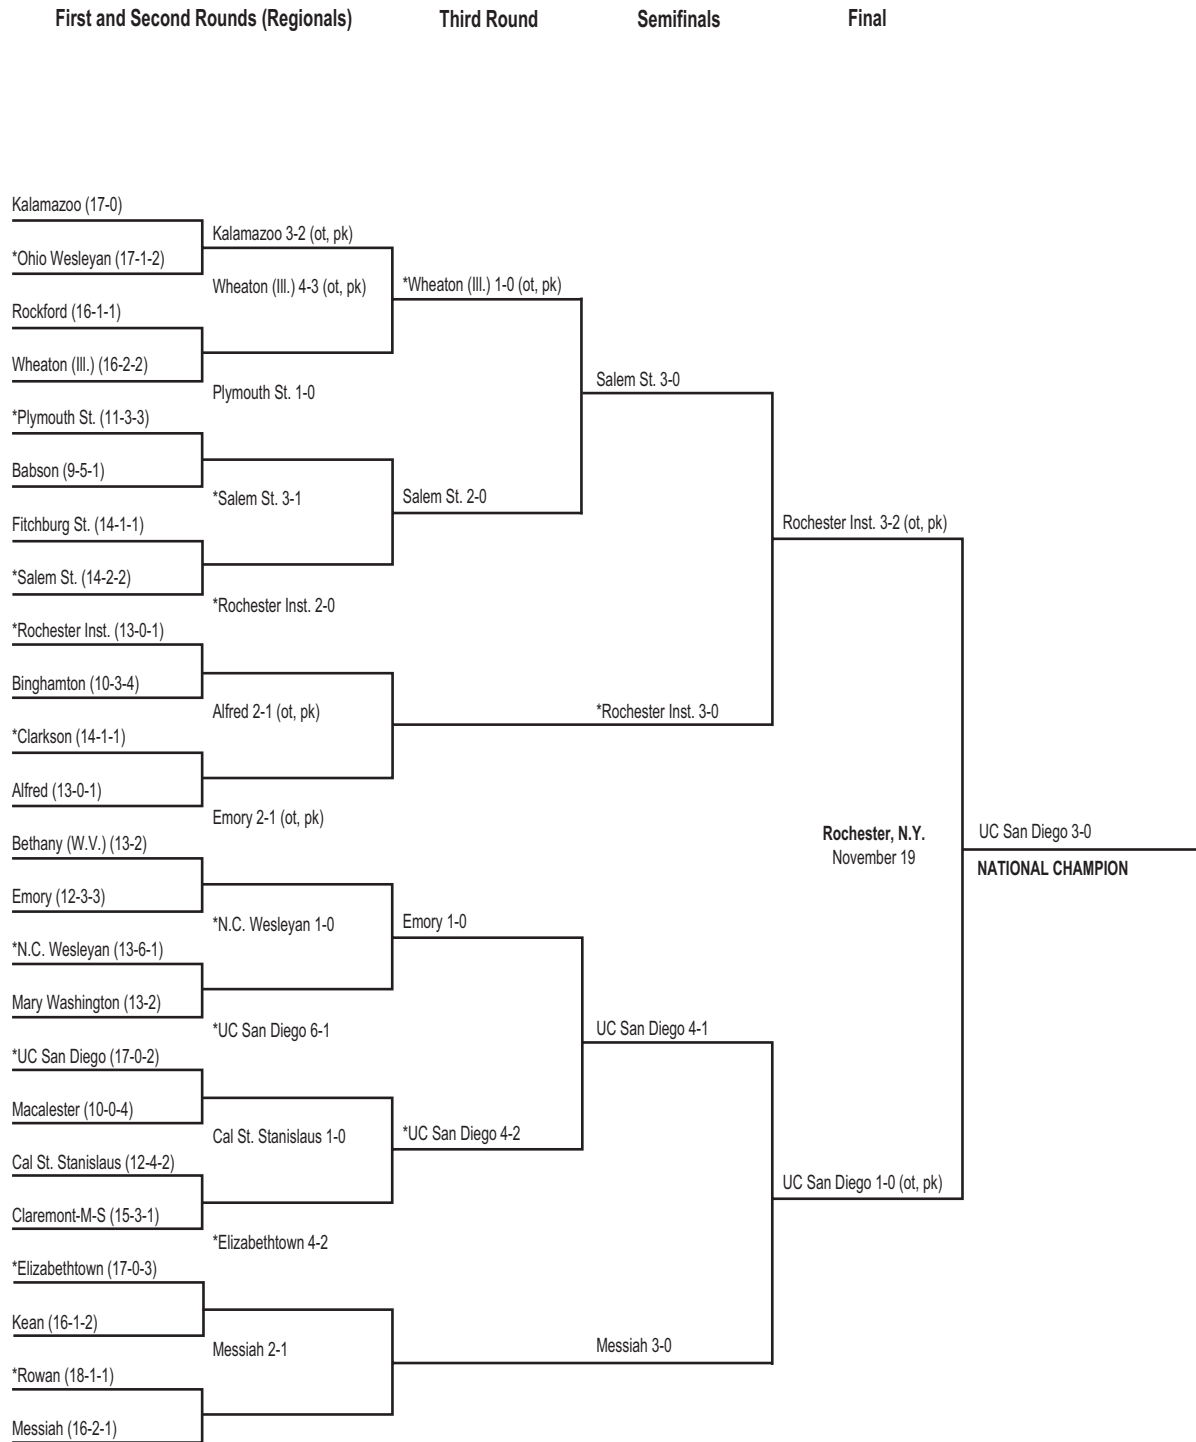 First and Second Rounds (Regionals) Third Round Semifinals Final
Kalamazoo (17-0)
*Ohio Wesleyan (17-1-2)
Rockford (16-1-1)
Wheaton (Ill.) (16-2-2)
*Plymouth St. (11-3-3)
Babson (9-5-1)
Fitchburg St. (14-1-1)
*Salem St. (14-2-2)
*Rochester Inst. (13-0-1)
Binghamton (10-3-4)
*Clarkson (14-1-1)
Alfred (13-0-1)
Bethany (W.V.) (13-2)
Emory (12-3-3)
*N.C. Wesleyan (13-6-1)
Mary Washington (13-2)
*UC San Diego (17-0-2)
Macalester (10-0-4)
Cal St. Stanislaus (12-4-2)
Claremont-M-S (15-3-1)
*Elizabethtown (17-0-3)
Kean (16-1-2)
*Rowan (18-1-1)
Messiah (16-2-1)
Kalamazoo 3-2 (ot, pk)
Wheaton (Ill.) 4-3 (ot, pk)
Plymouth St. 1-0
*Salem St. 3-1
*Rochester Inst. 2-0
Alfred 2-1 (ot, pk)
Emory 2-1 (ot, pk)
*N.C. Wesleyan 1-0
*UC San Diego 6-1
Cal St. Stanislaus 1-0
*Elizabethtown 4-2
Messiah 2-1
*Wheaton (Ill.) 1-0 (ot, pk)
Salem St. 2-0
Emory 1-0
*UC San Diego 4-2
Salem St. 3-0
*Rochester Inst. 3-0
UC San Diego 4-1
Messiah 3-0
Rochester Inst. 3-2 (ot, pk)
UC San Diego 1-0 (ot, pk)
Rochester, N.Y.
November 19
UC San Diego 3-0
NATIONAL CHAMPION